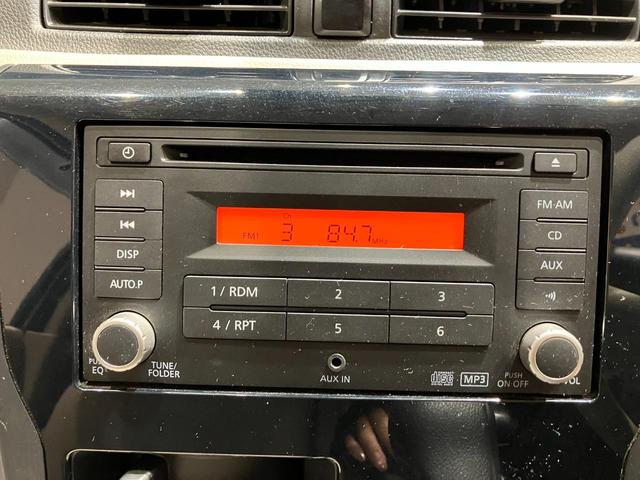 FM·AM
CD
AUX
DISP
AUTO.P
FM1
Ch
3 84.7 MHz
1 / RDM
2
3
4 / RPT
5
6
EQ
TUNE/
FOLDER
AUX IN
MP3
PUSH
ON·OFF